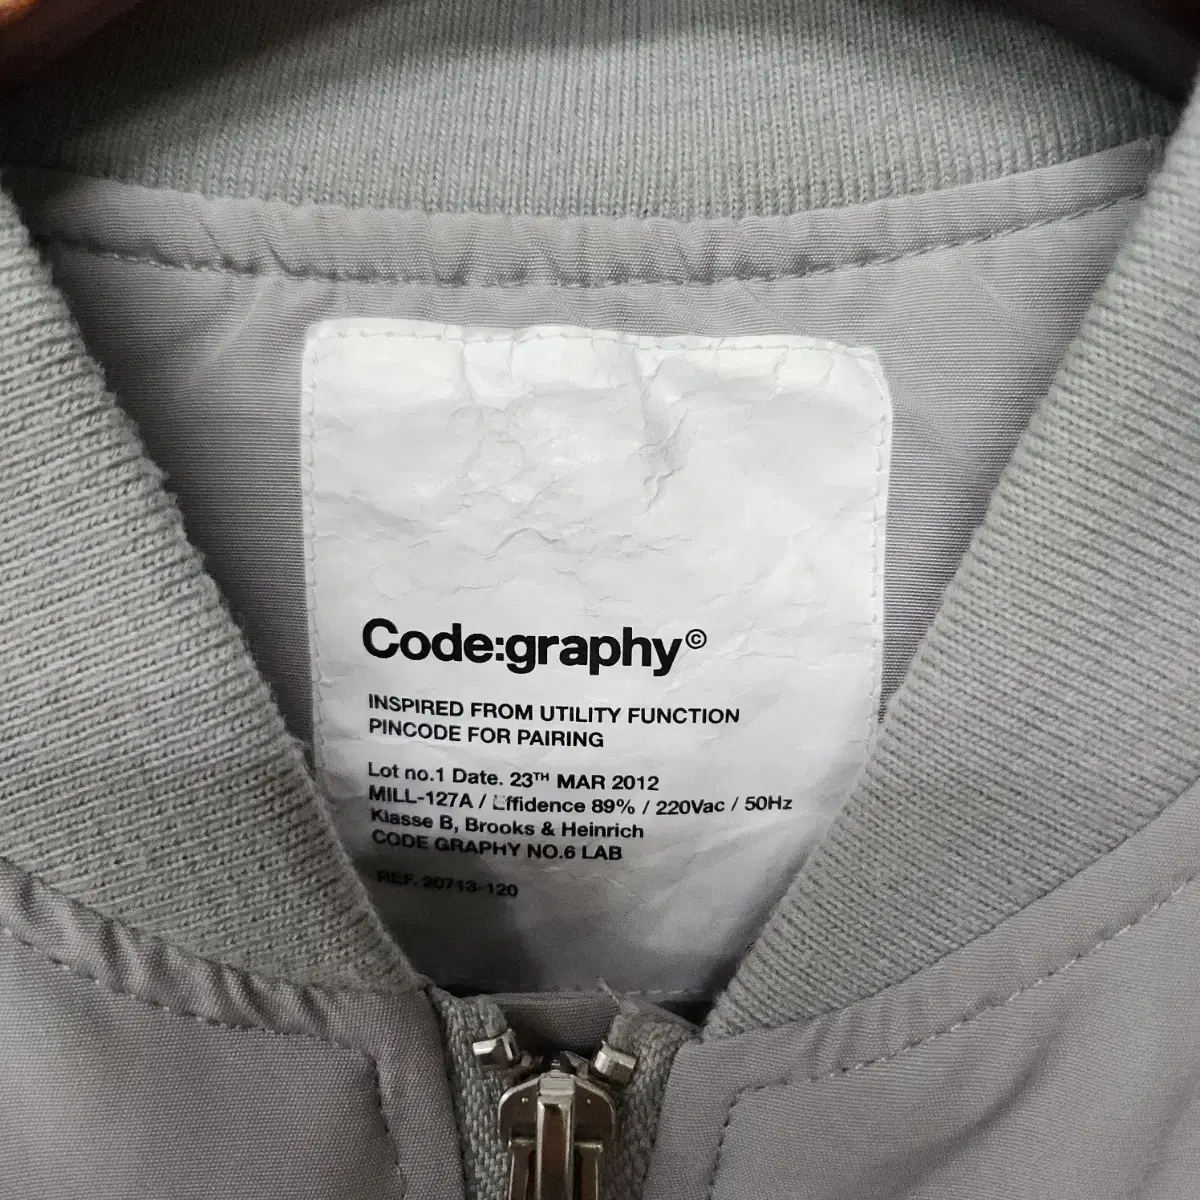 Code:graphy©
INSPIRED FROM UTILITY FUNCTION
PINCODE FOR PAIRING
Lot no.1 Date. 23TH MAR 2012
MILL-127A / Effidence 89% / 220Vac / 50Hz
Klasse B, Brooks & Heinrich
CODE GRAPHY NO.6 LAB
REF. 20713-120